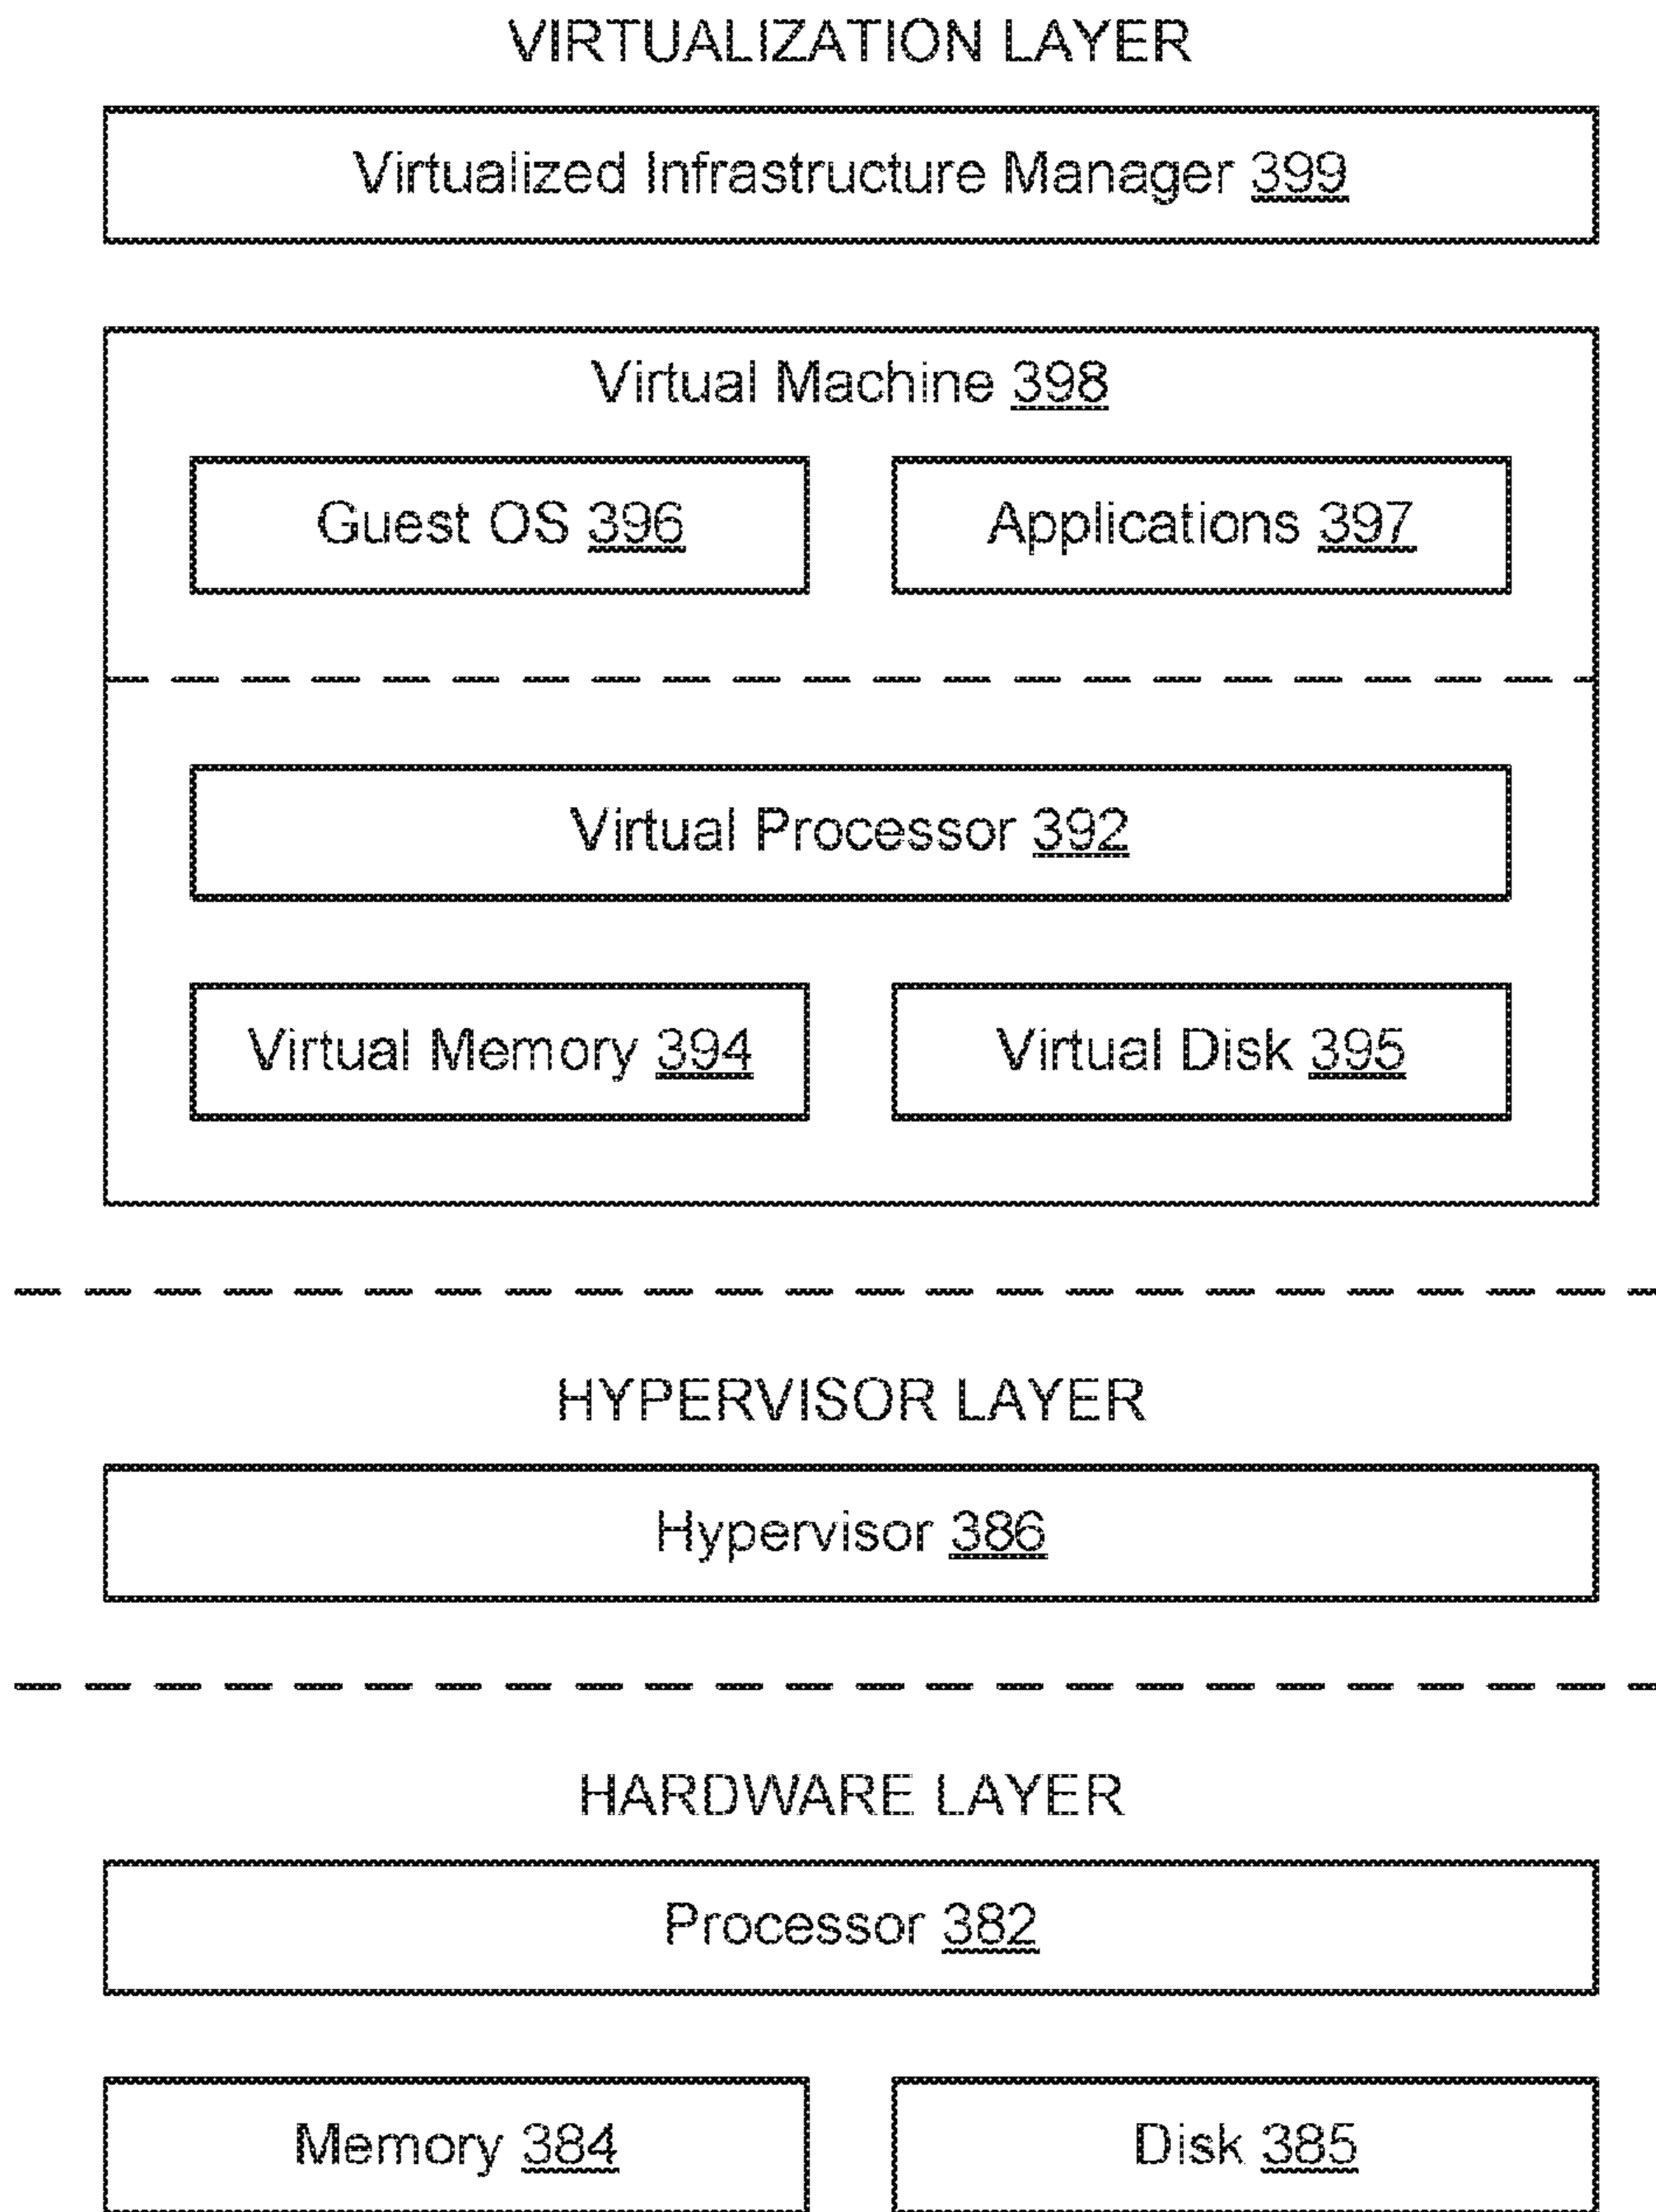 VIRTUALIZATION LAYER
Virtualized Infrastructure Manager 399
Virtual Machine 398
Guest OS 396
Applications 397
Virtual Processor 392
Virtual Memory 394
Virtual Disk 395
HYPERVISOR LAYER
Hypervisor 386
HARDWARE LAYER
Processor 382
Memory 384
Disk 385